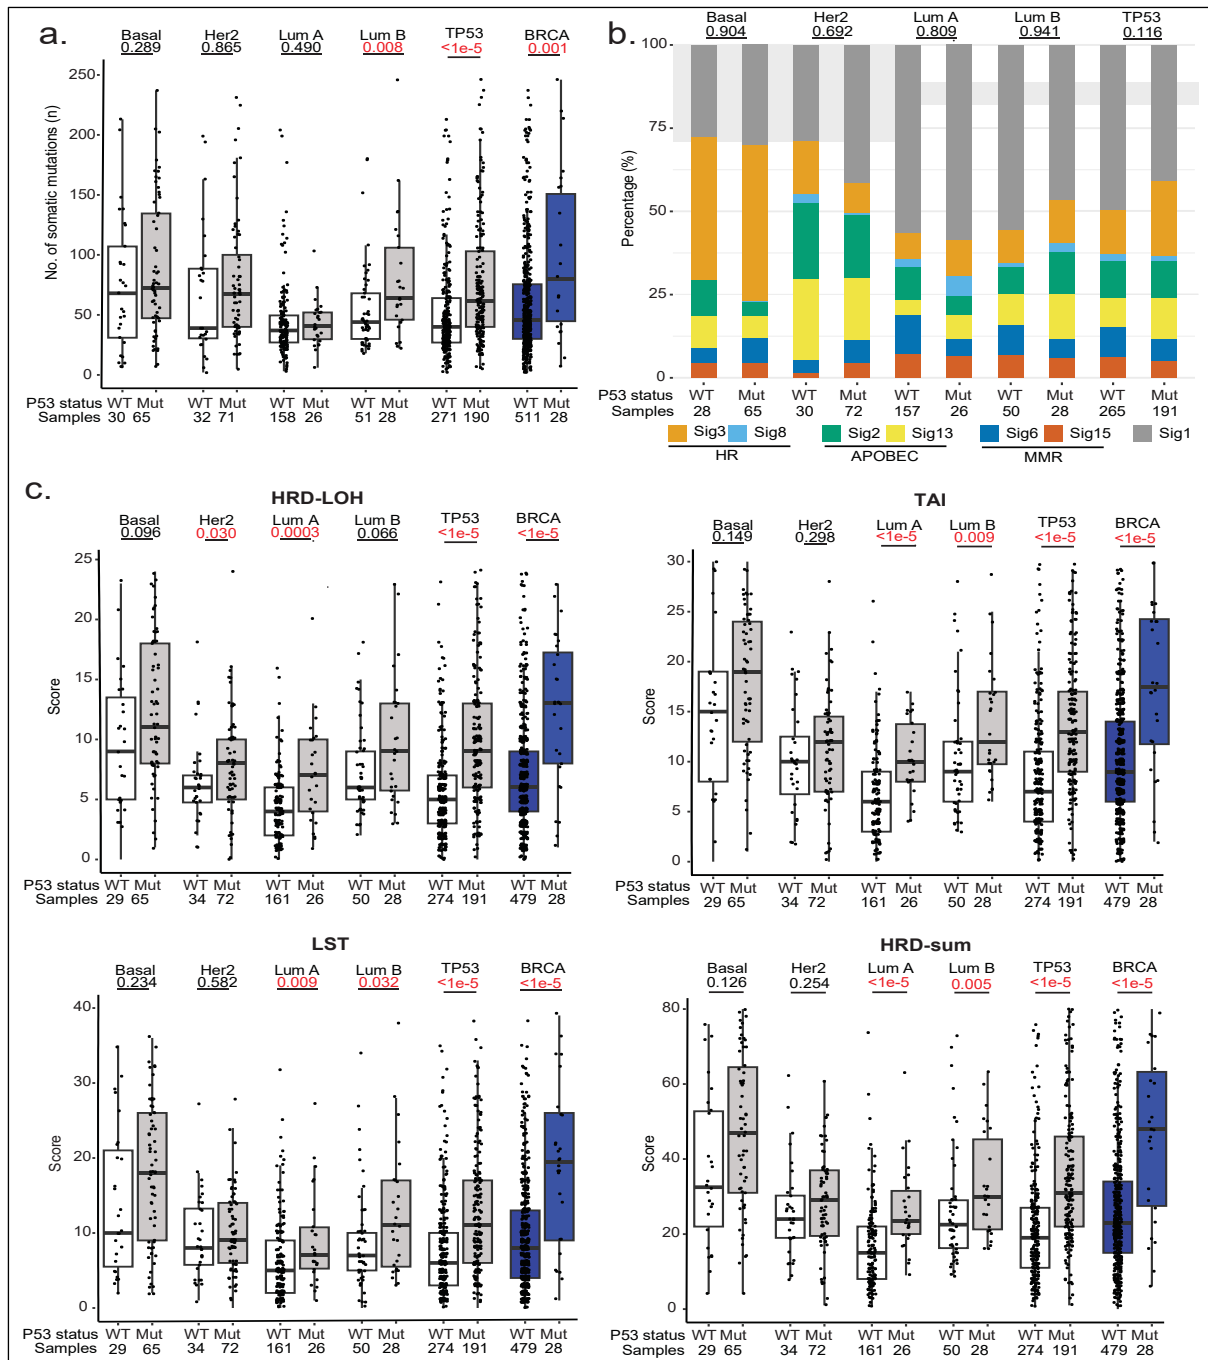 a.
Basal Her2 Lum A Lum B TP53 BRCA
0.289 0.865 0.490 0.008 <1e-5 0.001
No. of somatic mutations (n)
250
200
150
100
50
0
P53 status WT Mut WT Mut WT Mut WT Mut WT Mut WT Mut
Samples 30 65 32 71 158 26 51 28 271 190 511 28
b.
Basal Her2 Lum A Lum B TP53
0.904 0.692 0.809 0.941 0.116
Percentage (%)
100
75
50
25
0
P53 status WT Mut WT Mut WT Mut WT Mut WT Mut
Samples 28 65 30 72 157 26 50 28 265 191
Sig3 Sig8 Sig2 Sig13 Sig6 Sig15 Sig1
HR APOBEC MMR
c.
HRD-LOH
Basal Her2 Lum A Lum B TP53 BRCA
0.096 0.030 0.0003 0.066 <1e-5 <1e-5
Score
25
20
15
10
5
0
P53 status WT Mut WT Mut WT Mut WT Mut WT Mut WT Mut
Samples 29 65 34 72 161 26 50 28 274 191 479 28
TAI
Basal Her2 Lum A Lum B TP53 BRCA
0.149 0.298 <1e-5 0.009 <1e-5 <1e-5
Score
30
25
20
15
10
5
0
P53 status WT Mut WT Mut WT Mut WT Mut WT Mut WT Mut
Samples 29 65 34 72 161 26 50 28 274 191 479 28
LST
Basal Her2 Lum A Lum B TP53 BRCA
0.234 0.582 0.009 0.032 <1e-5 <1e-5
Score
40
30
20
10
0
P53 status WT Mut WT Mut WT Mut WT Mut WT Mut WT Mut
Samples 29 65 34 72 161 26 50 28 274 191 479 28
HRD-sum
Basal Her2 Lum A Lum B TP53 BRCA
0.126 0.254 <1e-5 0.005 <1e-5 <1e-5
Score
80
60
40
20
0
P53 status WT Mut WT Mut WT Mut WT Mut WT Mut WT Mut
Samples 29 65 34 72 161 26 50 28 274 191 479 28